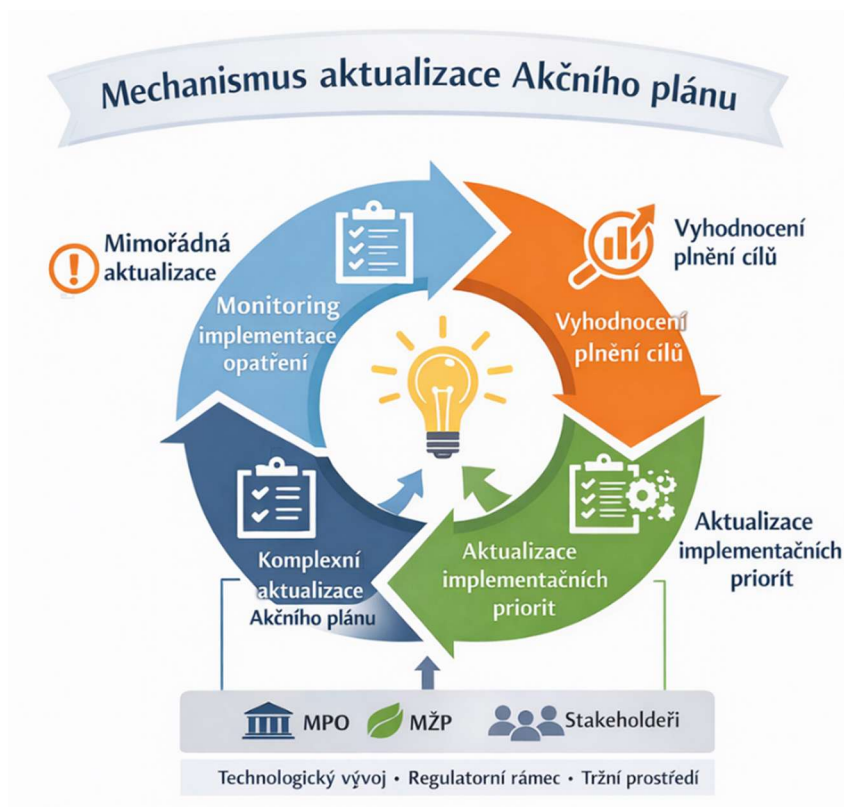 Mechanismus aktualizace Akčního plánu
Mimořádná
aktualizace
Monitoring
implementace
opatření
Vyhodnocení
plnění cílů
Vyhodnocení
plnění cílů
Komplexní
aktualizace
Akčního plánu
Aktualizace
implementačních
priorit
Aktualizace
implementačních
priorít
MPO
MŽP
Stakeholdeři
Technologický vývoj • Regulatorní rámec • Tržní prostředí